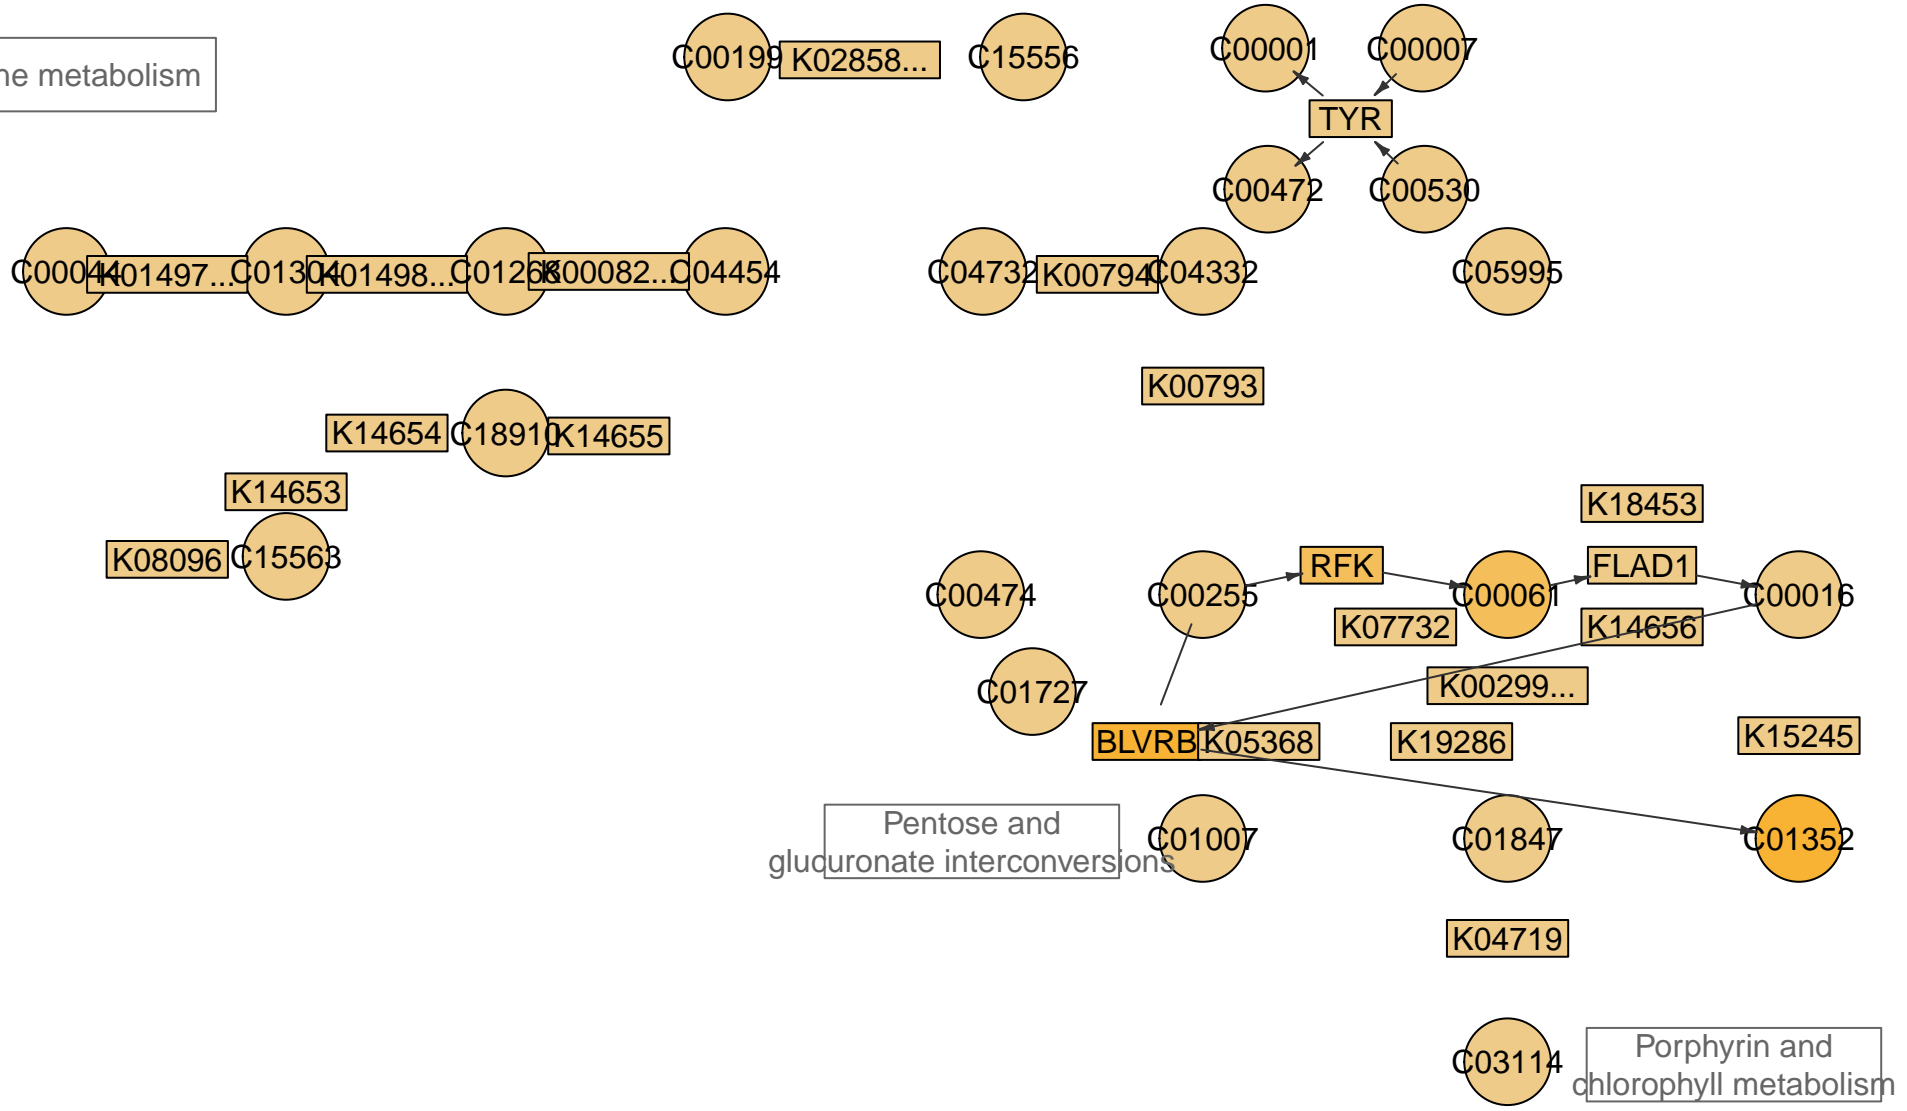 C00199 K02858... C15556
C00001 C00007
ne metabolism
TYR
C00472 C00530
C00044 K01497... C01304 K01498... C01268 K00082... C04454
C04732 K00794 C04332 C05995
K00793
K14654 C18910 K14655
K14653
K08096 C15563
K18453
RFK FLAD1
C00474 C00255 C00061 C00016
K07732 K14656
C01727 K00299...
BLVRB K05368 K19286 K15245
Pentose and
glucuronate interconversions
C01007 C01847 C01352
K04719
C03114
Porphyrin and
chlorophyll metabolism